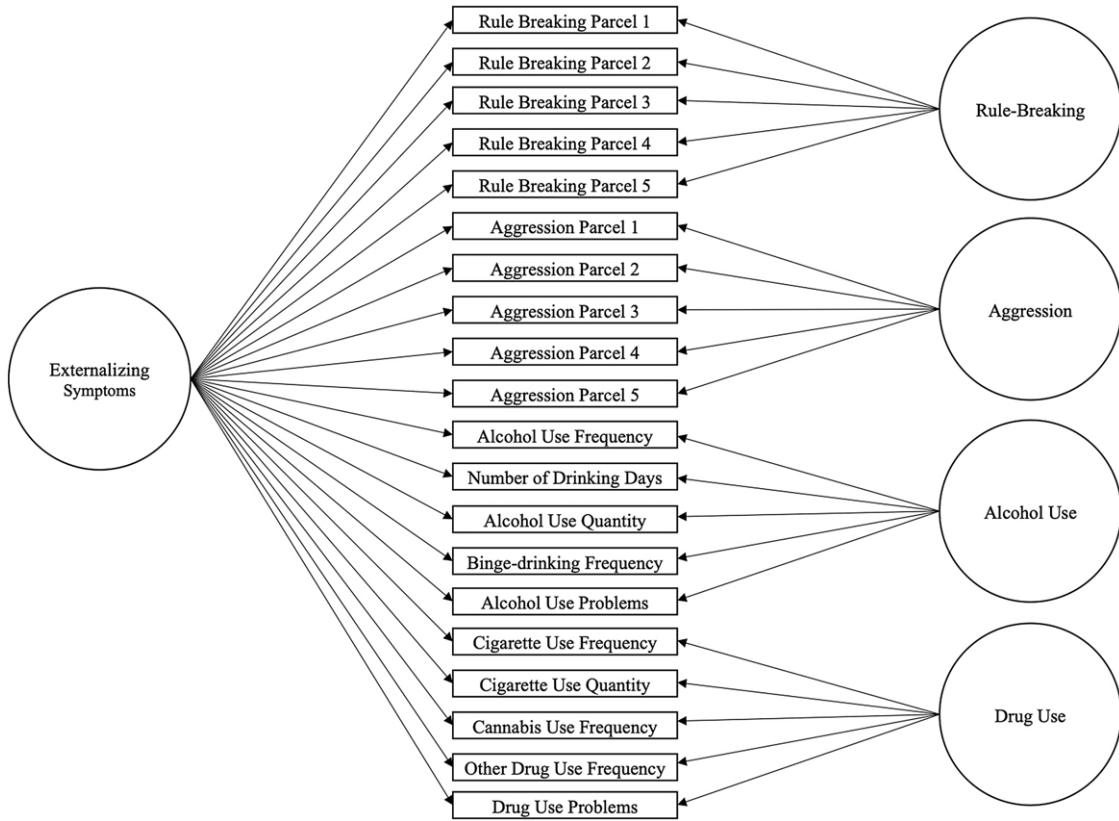 Rule Breaking Parcel 1
Rule Breaking Parcel 2
Rule Breaking Parcel 3
Rule Breaking Parcel 4
Rule Breaking Parcel 5
Aggression Parcel 1
Aggression Parcel 2
Aggression Parcel 3
Aggression Parcel 4
Aggression Parcel 5
Alcohol Use Frequency
Number of Drinking Days
Alcohol Use Quantity
Binge-drinking Frequency
Alcohol Use Problems
Cigarette Use Frequency
Cigarette Use Quantity
Cannabis Use Frequency
Other Drug Use Frequency
Drug Use Problems
Externalizing
Symptoms
Rule-Breaking
Aggression
Alcohol Use
Drug Use